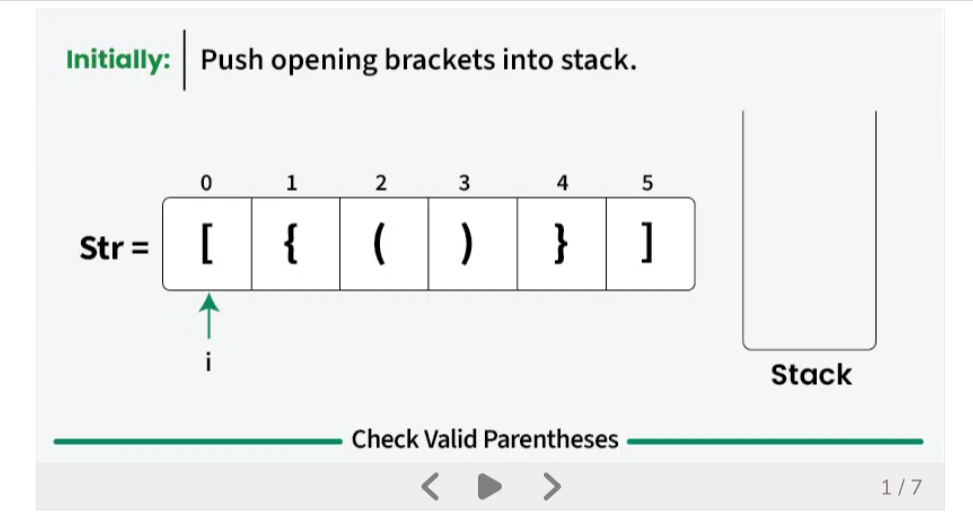 Initially: Push opening brackets into stack.
0 1 2 3 4 5
Str = [ { ( ) } ]
i
Stack
Check Valid Parentheses
1 / 7